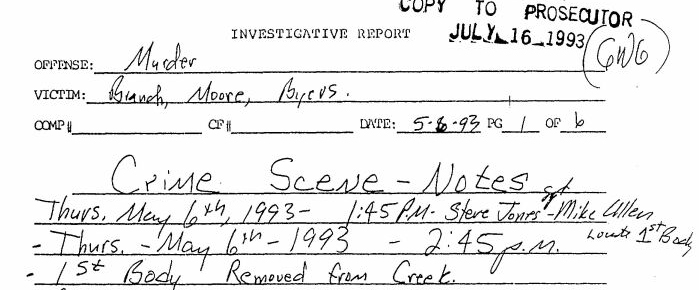 COPY TO PROSECUTOR
INVESTIGATIVE REPORT JULY 16 1993 GWG
OFFENSE: Murder
VICTIM: Branch, Moore, Byers.
COMP# CF# DATE: 5-6-93 PG 1 OF 6
Crime Scene - Notes
Thurs. May 6th, 1993 - 1:45 P.M. - Steve Jones - Sgt Mike Allen
Locate 1st Body
- Thurs. - May 6th - 1993 - 2:45 p.m.
- 1st Body Removed from Creek.